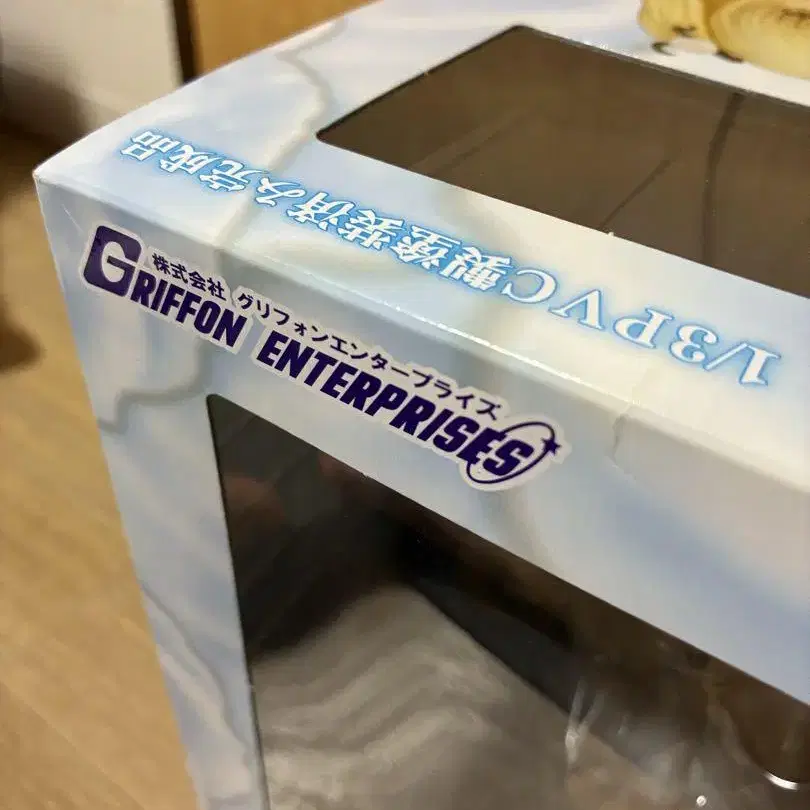 1/3PVC製塗装済み完成品
株式会社 グリフォンエンタープライズ
GRIFFON ENTERPRISES